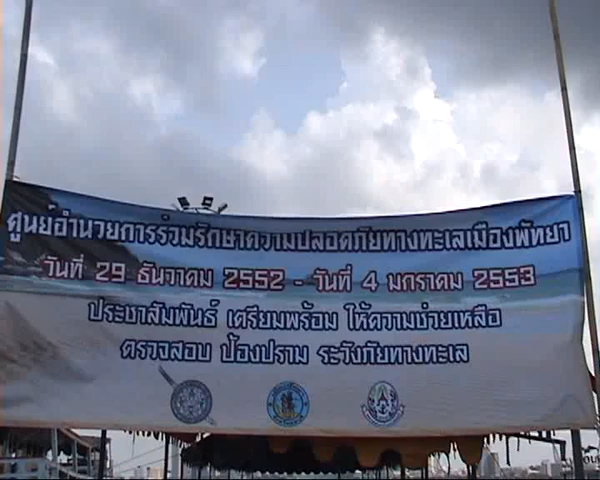 ศูนย์อำนวยการร่วมรักษาความปลอดภัยทางทะเลเมืองพัทยา
วันที่ 29 ธันวาคม 2552 - วันที่ 4 มกราคม 2553
ประชาสัมพันธ์ เตรียมพร้อม ให้ความช่วยเหลือ
ตรวจสอบ ป้องปราม ระวังภัยทางทะเล